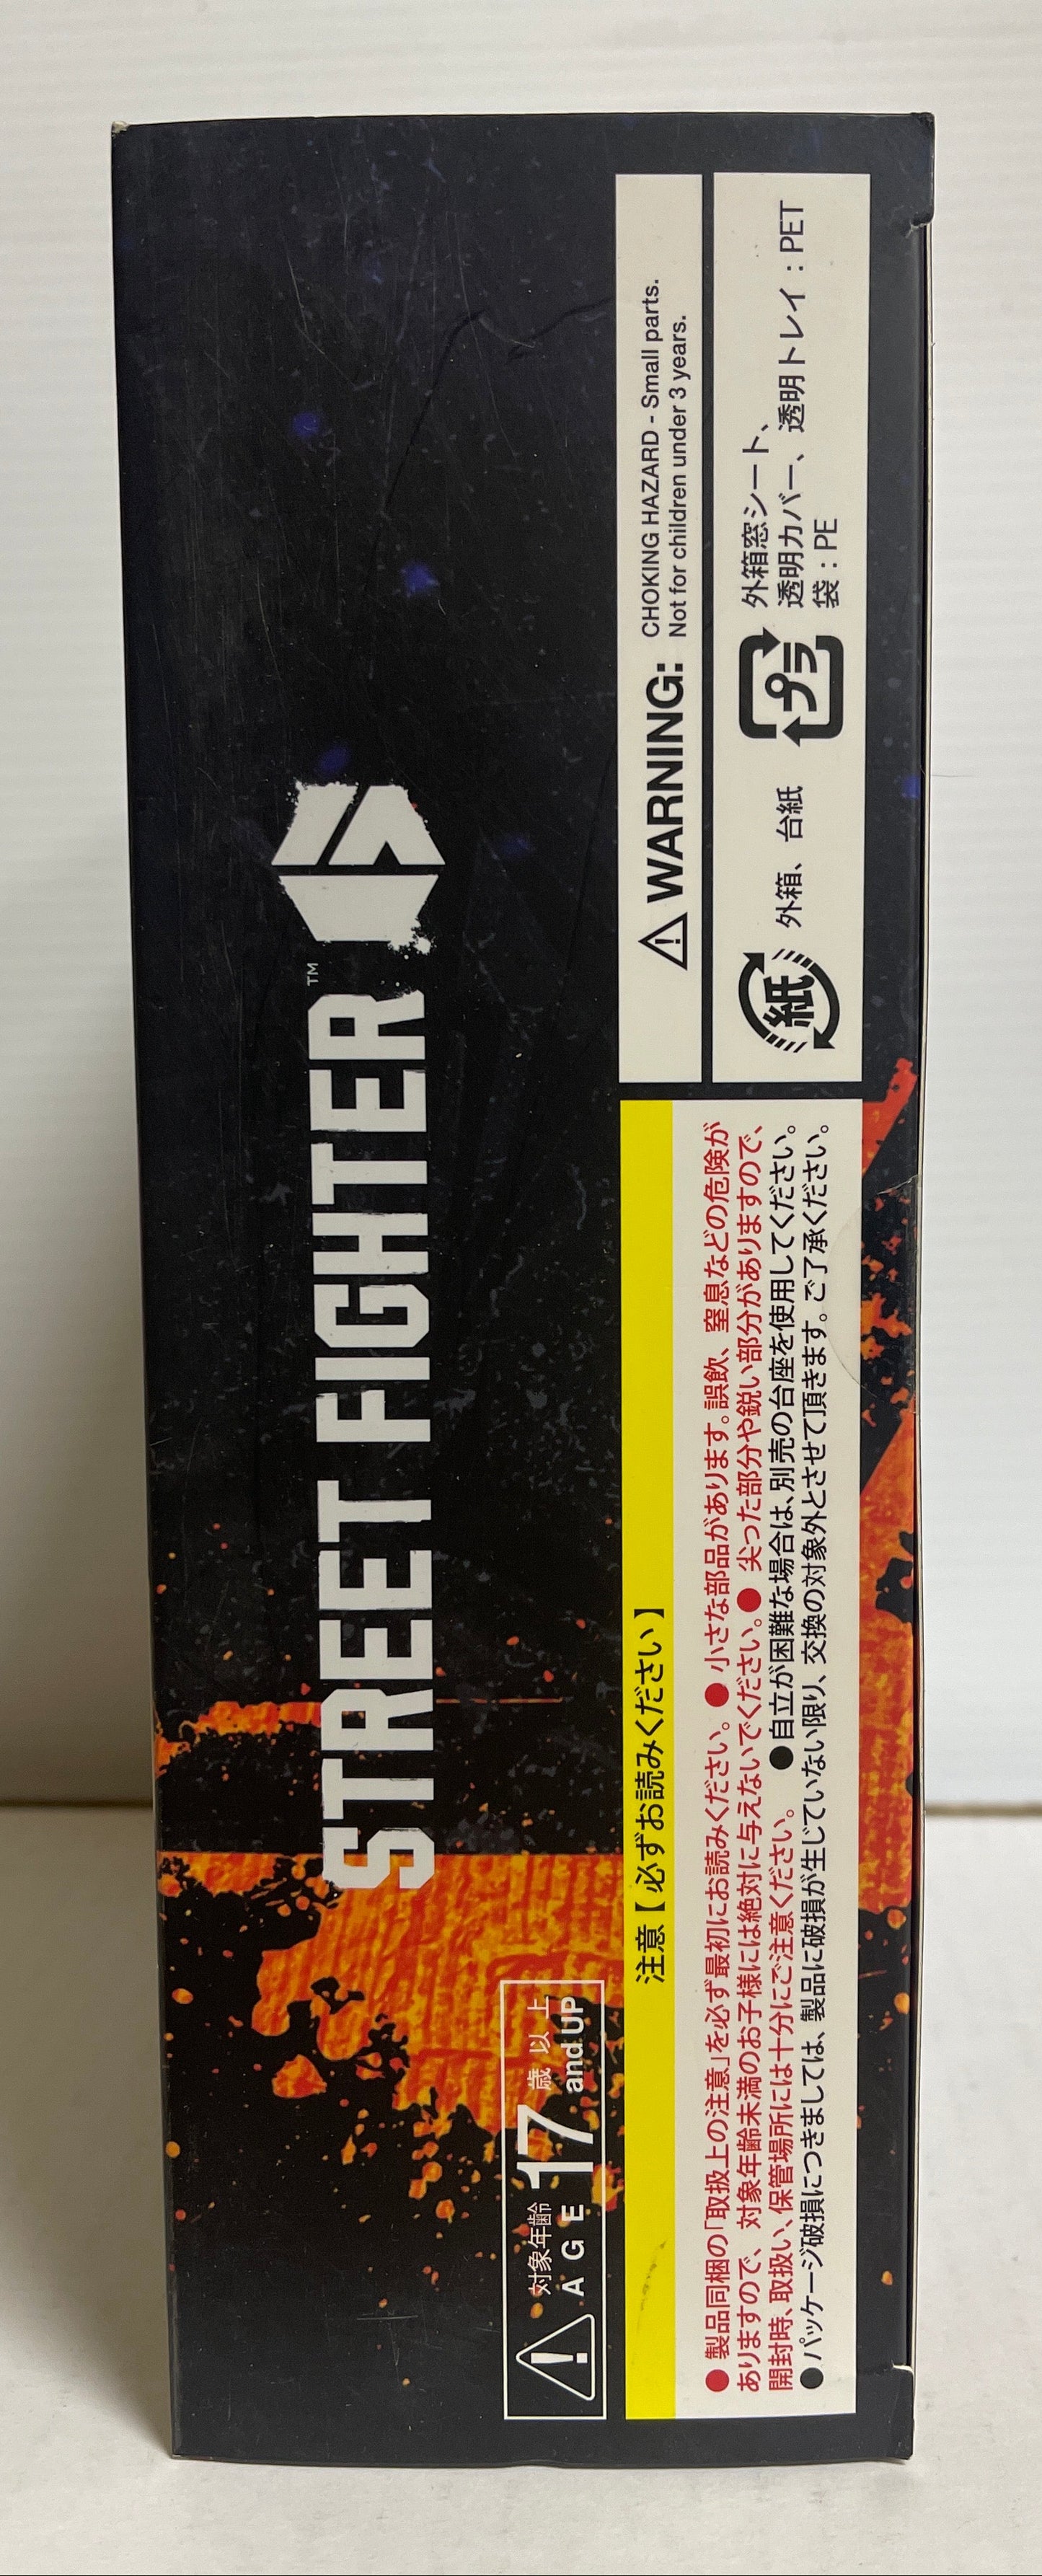 STREET FIGHTER™ 6
対象年齢 17 歳以上
AGE and UP
注意【必ずお読みください】
● 製品同梱の「取扱上の注意」を必ず最初にお読みください。● 小さな部品があります。誤飲、窒息などの危険が
ありますので、対象年齢未満のお子様には絶対に与えないでください。● 尖った部分や鋭い部分がありますので、
開封時、取扱い、保管場所には十分にご注意ください。 ●自立が困難な場合は、別売の台座を使用してください。
●パッケージ破損につきましては、製品に破損が生じていない限り、交換の対象外とさせて頂きます。ご了承ください。
WARNING: CHOKING HAZARD - Small parts.
Not for children under 3 years.
紙 外箱、台紙
プラ 外箱窓シート、
透明カバー、透明トレイ：PET
袋：PE